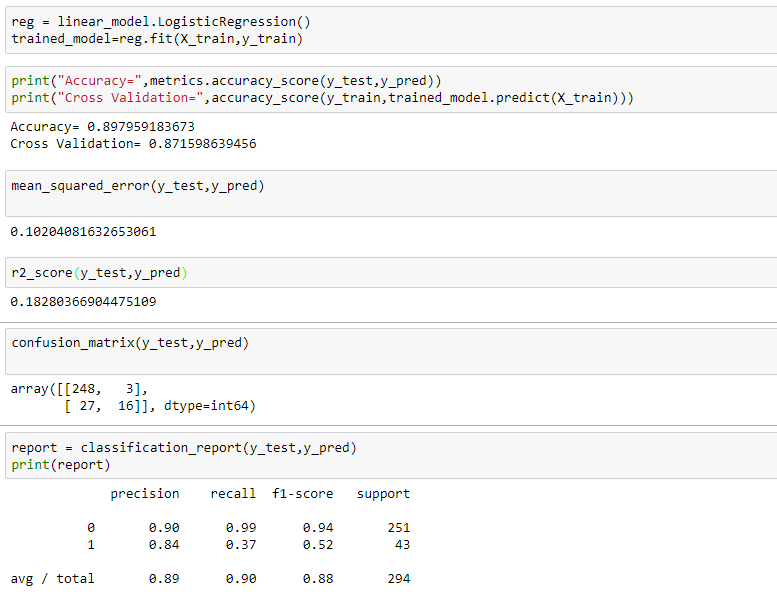 reg = linear_model.LogisticRegression()
trained_model=reg.fit(X_train,y_train)
print("Accuracy=",metrics.accuracy_score(y_test,y_pred))
print("Cross Validation=",accuracy_score(y_train,trained_model.predict(X_train)))
Accuracy= 0.897959183673
Cross Validation= 0.871598639456
mean_squared_error(y_test,y_pred)
0.10204081632653061
r2_score(y_test,y_pred)
0.18280366904475109
confusion_matrix(y_test,y_pred)
array([[248,   3],
       [ 27,  16]], dtype=int64)
report = classification_report(y_test,y_pred)
print(report)
             precision    recall  f1-score   support
          0       0.90      0.99      0.94       251
          1       0.84      0.37      0.52        43
avg / total       0.89      0.90      0.88       294